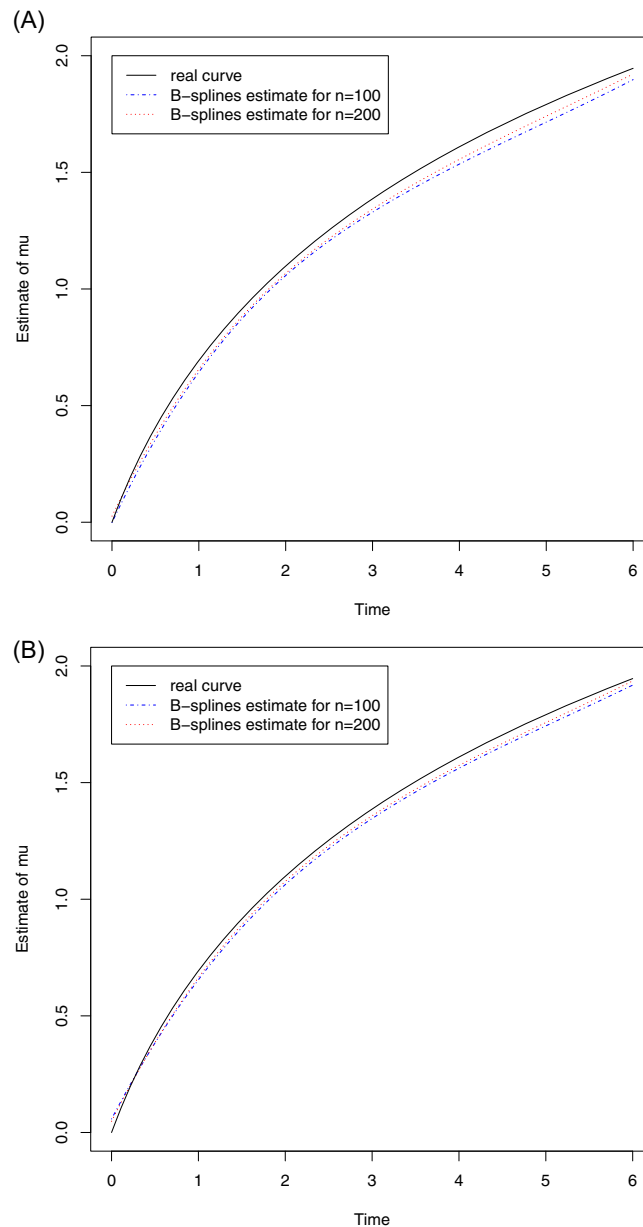 (A)
real curve
B−splines estimate for n=100
B−splines estimate for n=200
Estimate of mu
2.0
1.5
1.0
0.5
0.0
0 1 2 3 4 5 6
Time
(B)
real curve
B−splines estimate for n=100
B−splines estimate for n=200
Estimate of mu
2.0
1.5
1.0
0.5
0.0
0 1 2 3 4 5 6
Time